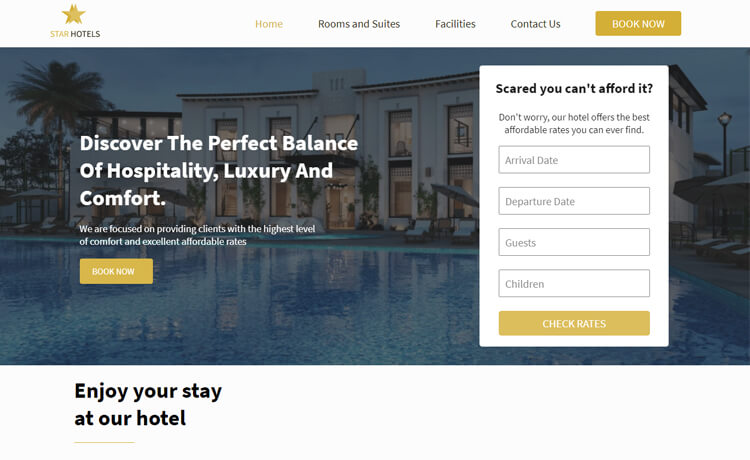 STAR HOTELS
Home
Rooms and Suites
Facilities
Contact Us
BOOK NOW
Discover The Perfect Balance
Of Hospitality, Luxury And
Comfort.
We are focused on providing clients with the highest level
of comfort and excellent affordable rates
BOOK NOW
Scared you can't afford it?
Don't worry, our hotel offers the best
affordable rates you can ever find.
Arrival Date
Departure Date
Guests
Children
CHECK RATES
Enjoy your stay
at our hotel